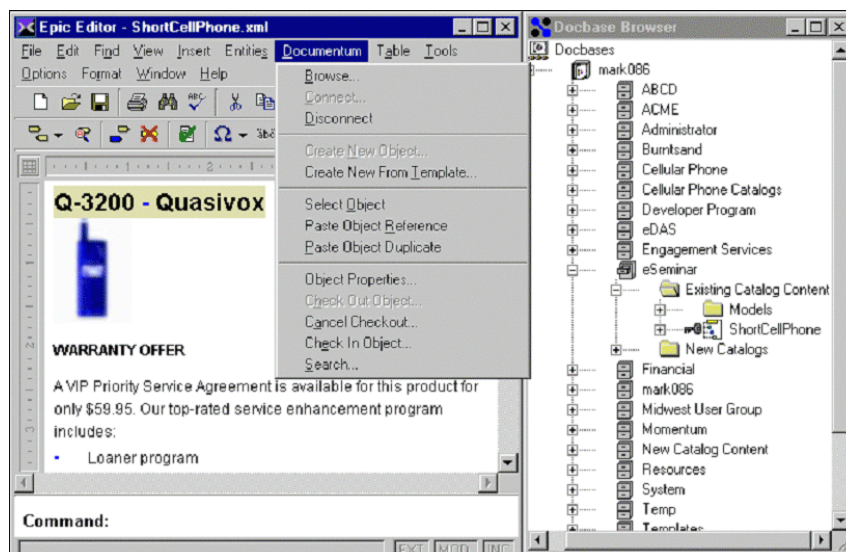 Epic Editor - ShortCellPhone.xml
File Edit Find View Insert Entities Documentum Table Tools
Options Format Window Help
Browse...
Connect...
Disconnect
Create New Object...
Create New From Template...
Select Object
Paste Object Reference
Paste Object Duplicate
Object Properties...
Check Out Object...
Cancel Checkout...
Check In Object...
Search...
Q-3200 - Quasivox
WARRANTY OFFER
A VIP Priority Service Agreement is available for this product for
only $59.95. Our top-rated service enhancement program
includes:
- Loaner program
Command:
EXT MOD INC
Docbase Browser
Docbases
mark086
ABCD
ACME
Administrator
Burntsand
Cellular Phone
Cellular Phone Catalogs
Developer Program
eDAS
Engagement Services
eSeminar
Existing Catalog Content
Models
ShortCellPhone
New Catalogs
Financial
mark086
Midwest User Group
Momentum
New Catalog Content
Resources
System
Temp
Templates